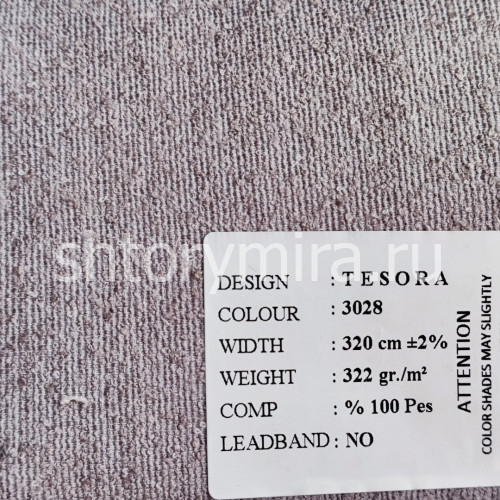 shtorymira.ru
DESIGN : TESORA
COLOUR : 3028
WIDTH : 320 cm ±2%
WEIGHT : 322 gr./m²
COMP : % 100 Pes
LEADBAND : NO
ATTENTION
COLOR SHADES MAY SLIGHTLY